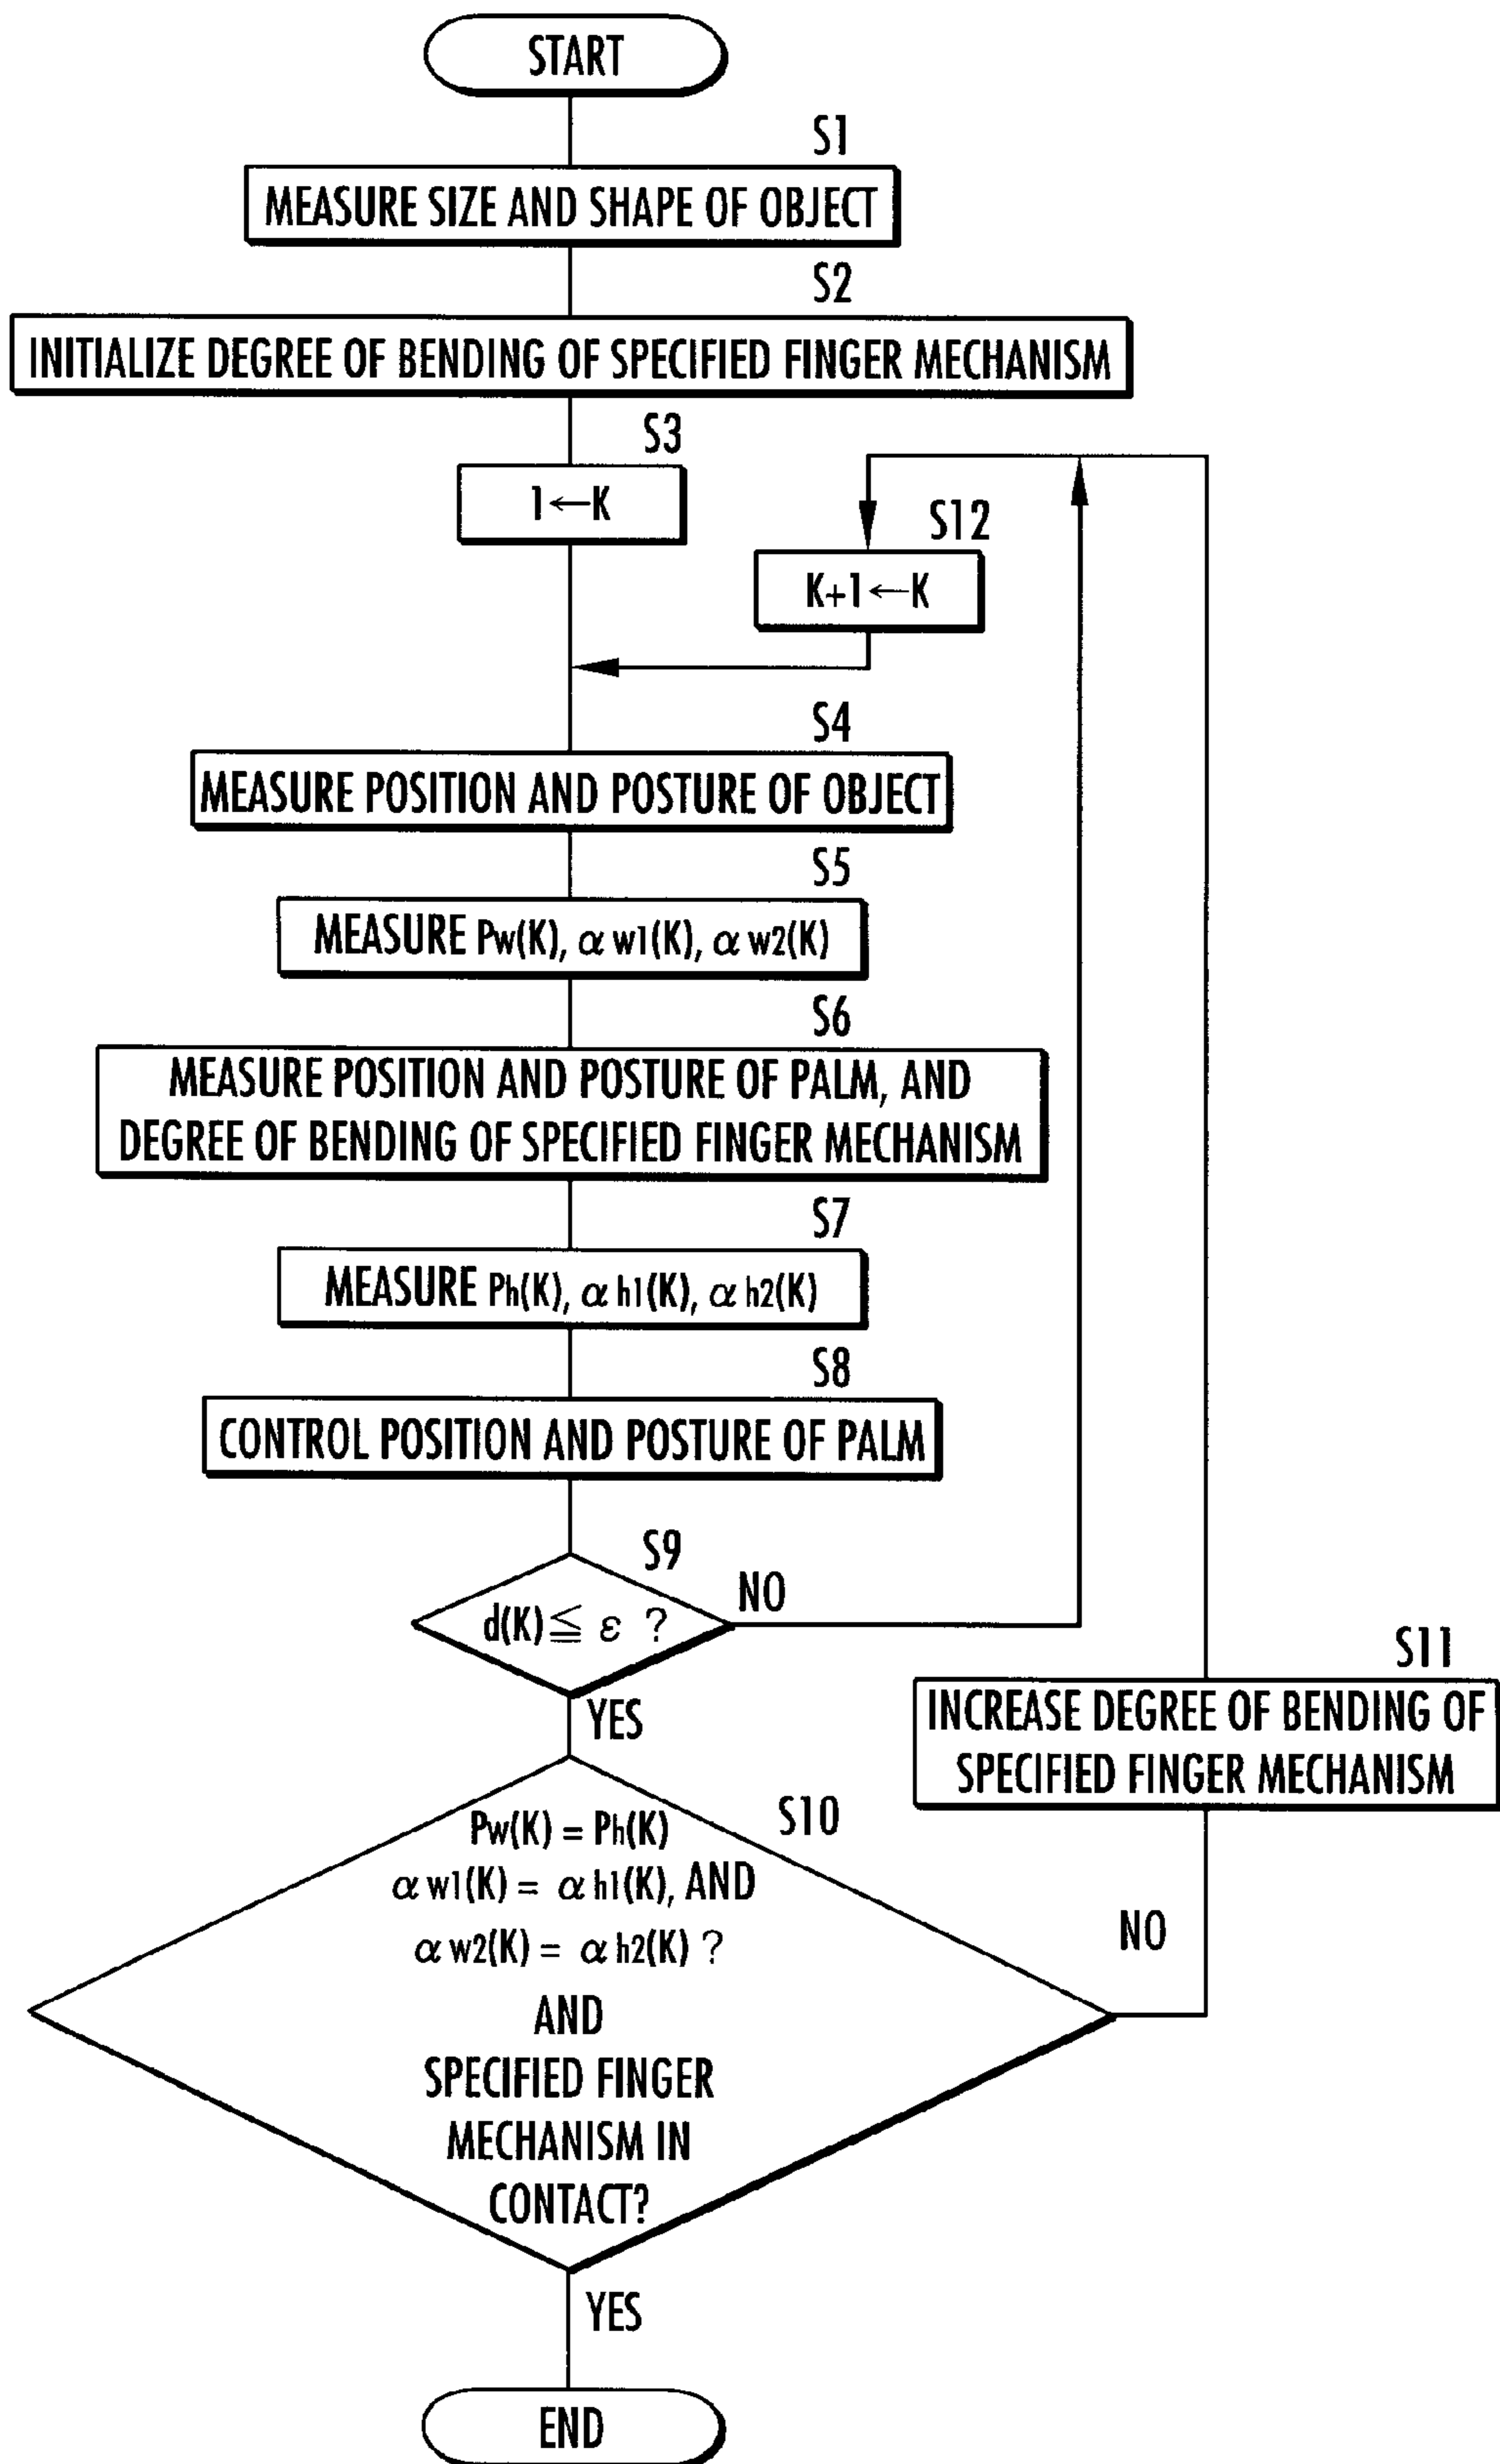 START
S1
MEASURE SIZE AND SHAPE OF OBJECT
S2
INITIALIZE DEGREE OF BENDING OF SPECIFIED FINGER MECHANISM
S3
1←K
S12
K+1←K
S4
MEASURE POSITION AND POSTURE OF OBJECT
S5
MEASURE Pw(K), α w1(K), α w2(K)
S6
MEASURE POSITION AND POSTURE OF PALM, AND
DEGREE OF BENDING OF SPECIFIED FINGER MECHANISM
S7
MEASURE Ph(K), α h1(K), α h2(K)
S8
CONTROL POSITION AND POSTURE OF PALM
S9
d(K)≦ ε ?
NO
YES
S11
INCREASE DEGREE OF BENDING OF
SPECIFIED FINGER MECHANISM
S10
Pw(K) = Ph(K)
α w1(K) = α h1(K), AND
α w2(K) = α h2(K) ?
AND
SPECIFIED FINGER
MECHANISM IN
CONTACT?
NO
YES
END